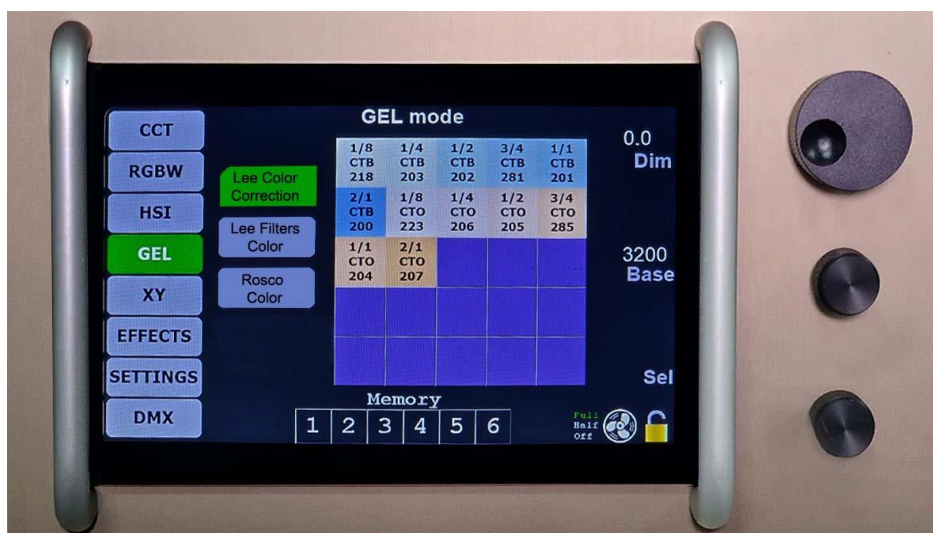 GEL mode
CCT
RGBW
HSI
GEL
XY
EFFECTS
SETTINGS
DMX
Lee Color
Correction
Lee Filters
Color
Rosco
Color
1/8 1/4 1/2 3/4 1/1
CTB CTB CTB CTB CTB
218 203 202 281 201
2/1 1/8 1/4 1/2 3/4
CTB CTO CTO CTO CTO
200 223 206 205 285
1/1 2/1
CTO CTO
204 207
0.0
Dim
3200
Base
Sel
Memory
1 2 3 4 5 6
Full
Half
Off